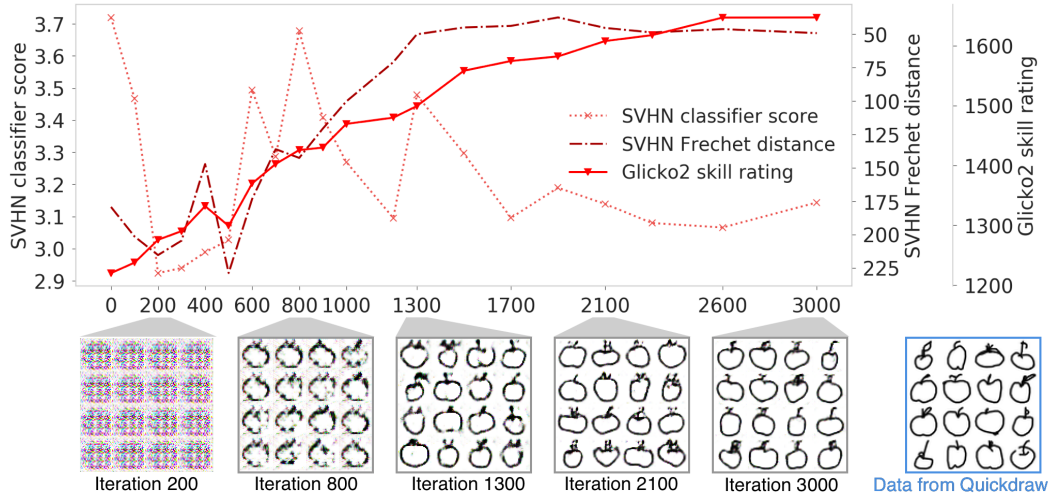 3.7
3.6
3.5
3.4
3.3
3.2
3.1
3.0
2.9
SVHN classifier score
0
200
400
600
800
1000
1300
1700
2100
2600
3000
SVHN classifier score
SVHN Frechet distance
Glicko2 skill rating
50
75
100
125
150
175
200
225
SVHN Frechet distance
1600
1500
1400
1300
1200
Glicko2 skill rating
Iteration 200
Iteration 800
Iteration 1300
Iteration 2100
Iteration 3000
Data from Quickdraw